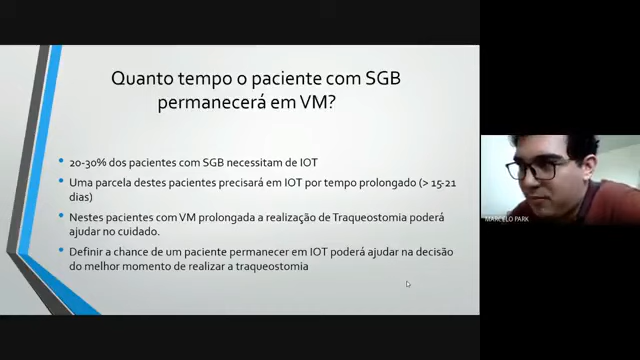 Quanto tempo o paciente com SGB
permanecerá em VM?
20-30% dos pacientes com SGB necessitam de IOT
Uma parcela destes pacientes precisará em IOT por tempo prolongado (> 15-21
dias)
Nestes pacientes com VM prolongada a realização de Traqueostomia poderá
ajudar no cuidado.
Definir a chance de um paciente permanecer em IOT poderá ajudar na decisão
do melhor momento de realizar a traqueostomia
MARCELO PARK